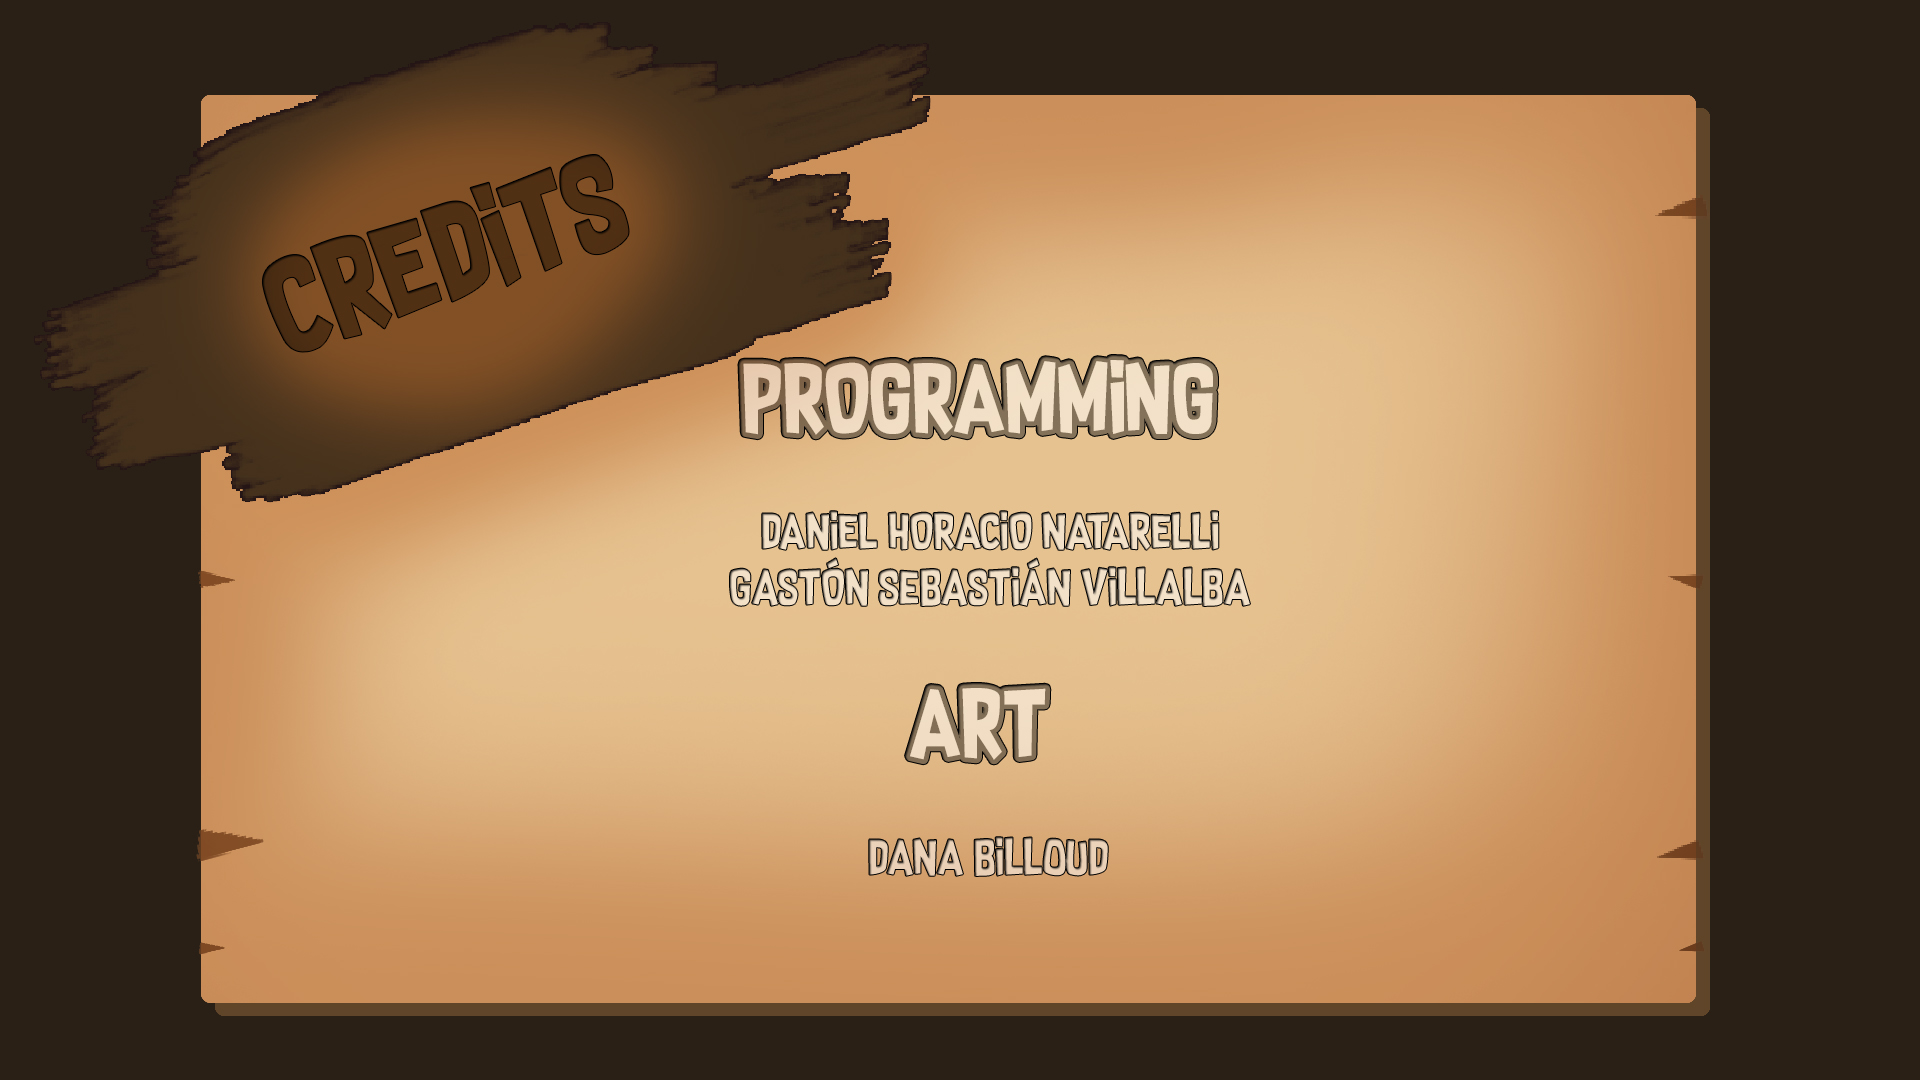 CREDiTS
PROGRAMMiNG
DANiEL HORACiO NATARELLi
GASTÓN SEBASTiÁN ViLLALBA
ART
DANA BiLLOUD